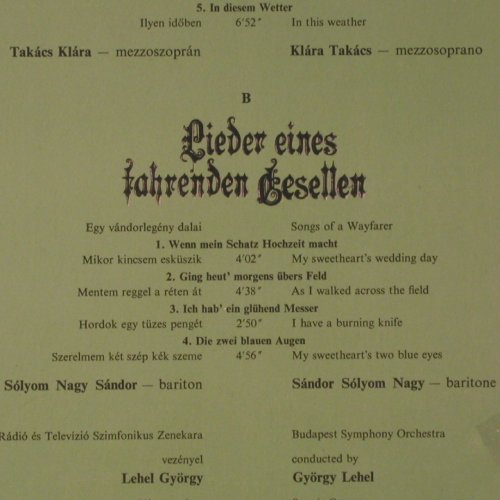 5. In diesem Wetter
Ilyen időben 6'52" In this weather
Takács Klára — mezzoszoprán Klára Takács — mezzosoprano
B
Lieder eines
fahrenden Gesellen
Egy vándorlegény dalai Songs of a Wayfarer
1. Wenn mein Schatz Hochzeit macht
Mikor kincsem esküszik 4'02" My sweetheart's wedding day
2. Ging heut' morgens übers Feld
Mentem reggel a réten át 4'38" As I walked across the field
3. Ich hab' ein glühend Messer
Hordok egy tüzes pengét 2'50" I have a burning knife
4. Die zwei blauen Augen
Szerelmem két szép kék szeme 4'56" My sweetheart's two blue eyes
Sólyom Nagy Sándor — bariton Sándor Sólyom Nagy — baritone
Rádió és Televízió Szimfonikus Zenekara Budapest Symphony Orchestra
vezényel conducted by
Lehel György György Lehel